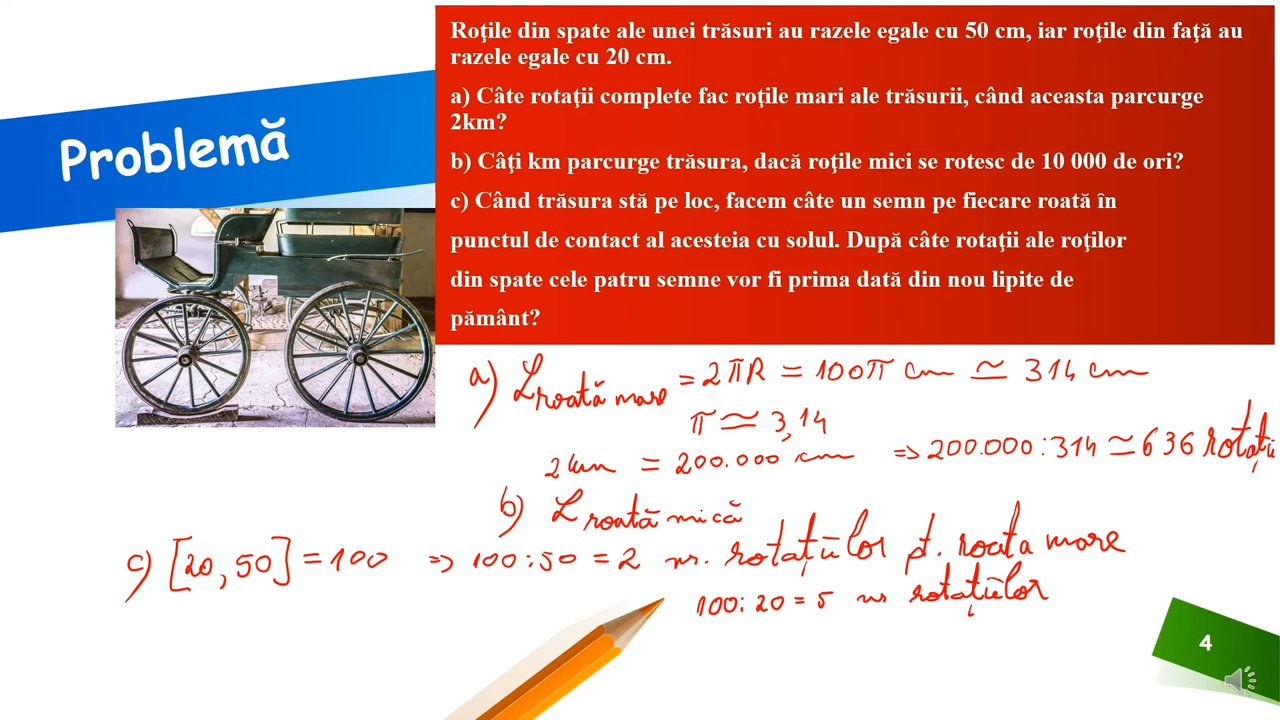 Problemă
Roţile din spate ale unei trăsuri au razele egale cu 50 cm, iar roţile din faţă au
razele egale cu 20 cm.
a) Câte rotaţii complete fac roţile mari ale trăsurii, când aceasta parcurge
2km?
b) Câţi km parcurge trăsura, dacă roţile mici se rotesc de 10 000 de ori?
c) Când trăsura stă pe loc, facem câte un semn pe fiecare roată în
punctul de contact al acesteia cu solul. După câte rotaţii ale roţilor
din spate cele patru semne vor fi prima dată din nou lipite de
pământ?
a) L roată mare = 2πR = 100π cm ≃ 314 cm
π ≃ 3,14
2 km = 200.000 cm => 200.000:314 ≃ 636 rotații
b) L roată mică
c) [20,50] = 100 => 100:50 = 2 nr. rotațiilor pt. roata mare
100:20 = 5 nr rotațiilor
4